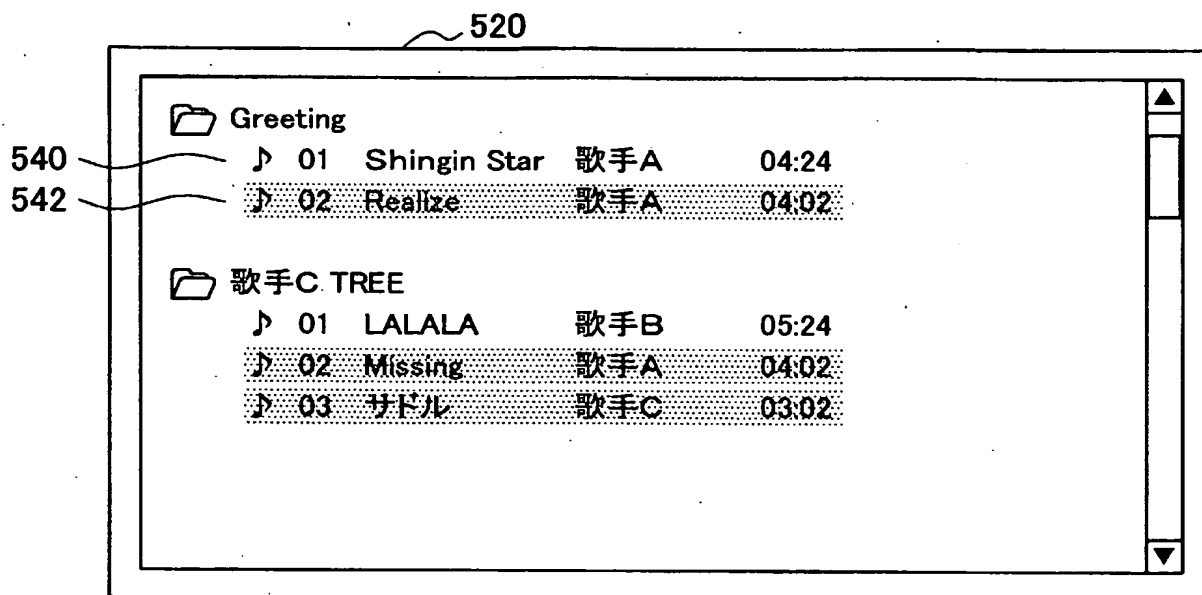 520
Greeting
540 ♪ 01 Shingin Star 歌手A 04:24
542 ♪ 02 Realize 歌手A 04:02
歌手C TREE
♪ 01 LALALA 歌手B 05:24
♪ 02 Missing 歌手A 04:02
♪ 03 サドル 歌手C 03:02